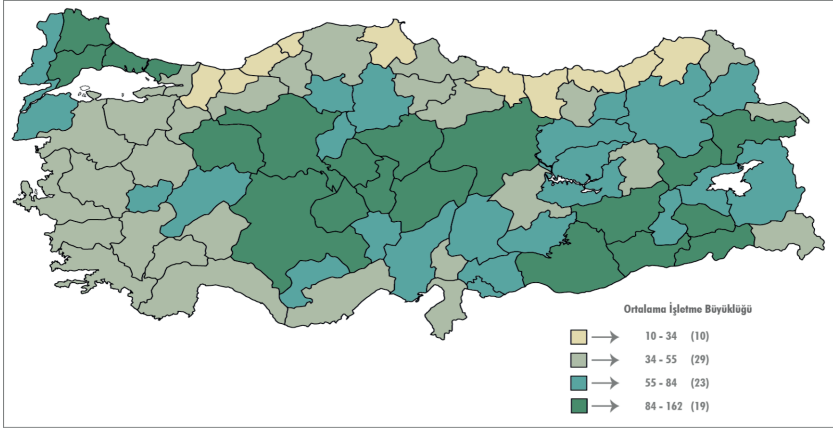 Ortalama İşletme Büyüklüğü
10 - 34 (10)
34 - 55 (29)
55 - 84 (23)
84 - 162 (19)